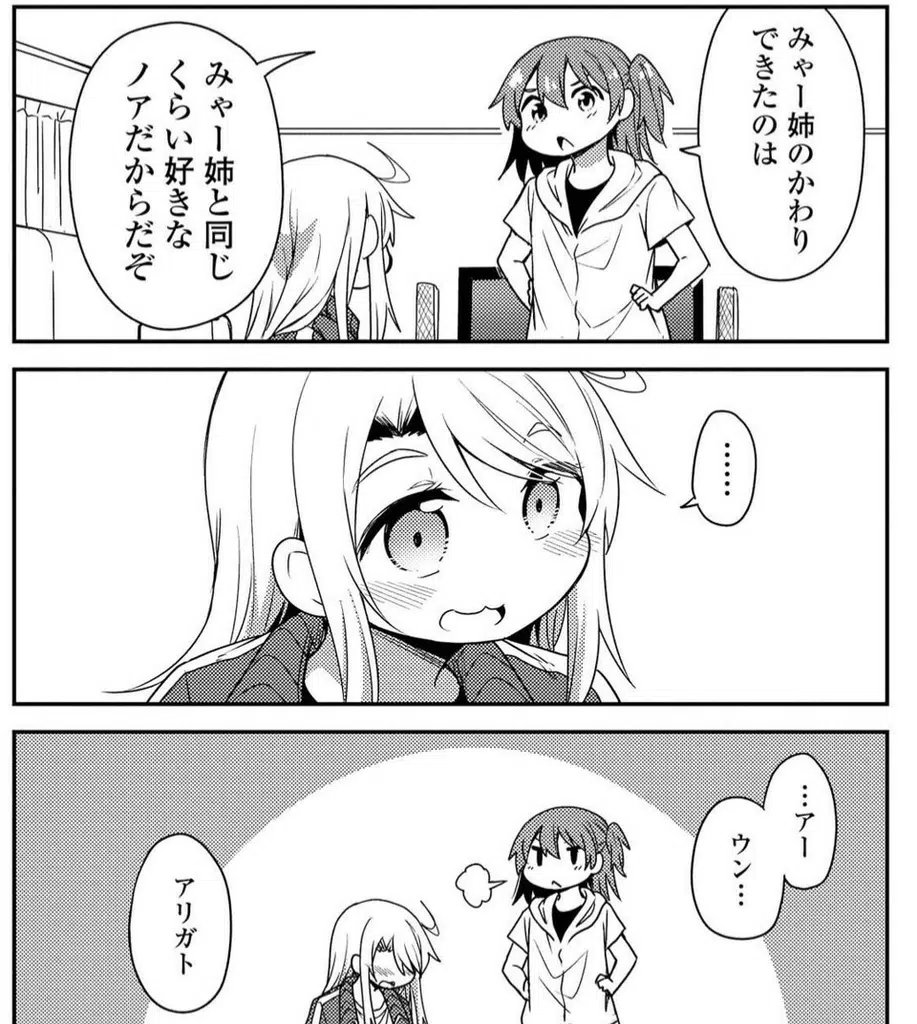 みゃー姉のかわり
できたのは
みゃー姉と同じ
くらい好きな
ノアだからだぞ
……
…アー
ウン…
アリガト